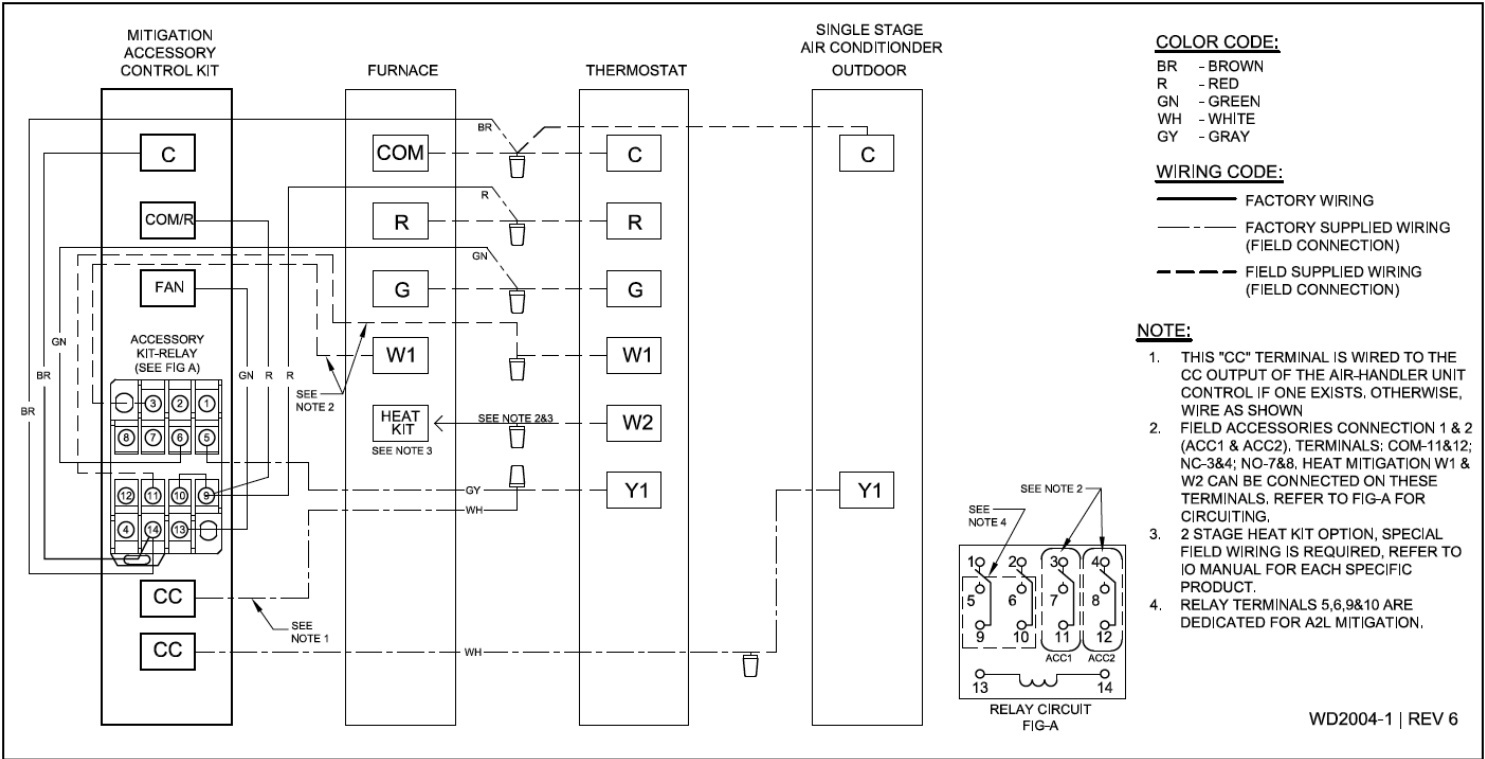 MITIGATION
ACCESSORY
CONTROL KIT
FURNACE
THERMOSTAT
SINGLE STAGE
AIR CONDITIONDER
OUTDOOR
C
COM/R
FAN
ACCESSORY
KIT-RELAY
(SEE FIG A)
3
2
1
8
7
6
5
12
11
10
9
4
14
13
CC
CC
BR
BR
GN
GN
R
R
BR
R
GN
COM
R
G
W1
HEAT
KIT
SEE NOTE 3
SEE
NOTE 2
SEE NOTE 2&3
GY
WH
SEE
NOTE 1
WH
C
R
G
W1
W2
Y1
C
Y1
COLOR CODE:
BR - BROWN
R - RED
GN - GREEN
WH - WHITE
GY - GRAY
WIRING CODE:
FACTORY WIRING
FACTORY SUPPLIED WIRING
(FIELD CONNECTION)
FIELD SUPPLIED WIRING
(FIELD CONNECTION)
NOTE:
1. THIS "CC" TERMINAL IS WIRED TO THE
CC OUTPUT OF THE AIR-HANDLER UNIT
CONTROL IF ONE EXISTS. OTHERWISE,
WIRE AS SHOWN
2. FIELD ACCESSORIES CONNECTION 1 & 2
(ACC1 & ACC2). TERMINALS: COM-11&12;
NC-3&4; NO-7&8. HEAT MITIGATION W1 &
W2 CAN BE CONNECTED ON THESE
TERMINALS. REFER TO FIG-A FOR
CIRCUITING.
3. 2 STAGE HEAT KIT OPTION, SPECIAL
FIELD WIRING IS REQUIRED, REFER TO
IO MANUAL FOR EACH SPECIFIC
PRODUCT.
4. RELAY TERMINALS 5,6,9&10 ARE
DEDICATED FOR A2L MITIGATION.
SEE NOTE 2
SEE
NOTE 4
1 2 3 4
5 6 7 8
9 10 11 12
ACC1 ACC2
13 14
RELAY CIRCUIT
FIG-A
WD2004-1 | REV 6